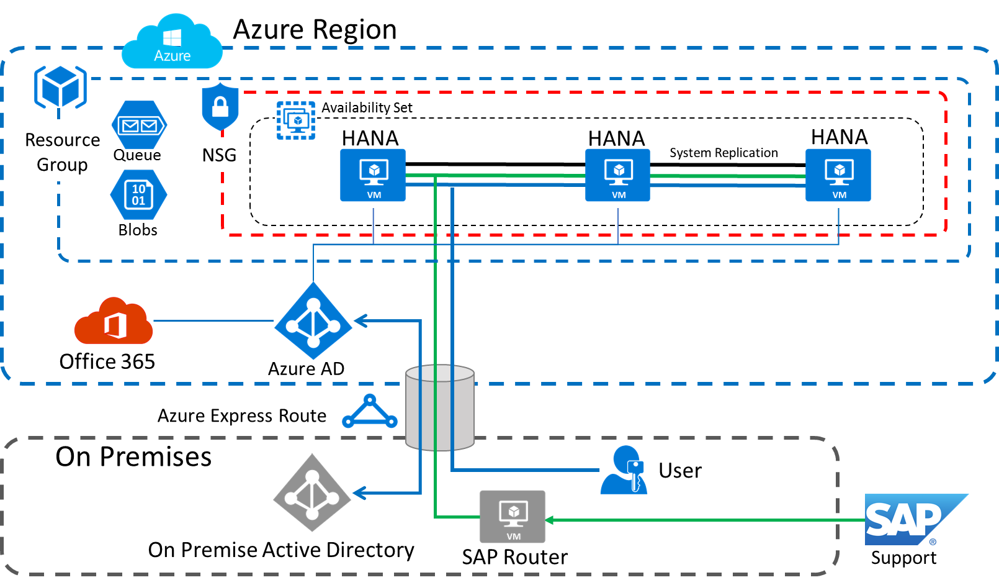 Azure Region
Azure
Resource
Group
Queue
10
01
Blobs
NSG
Availability Set
HANA
VM
HANA
VM
System Replication
HANA
VM
Office 365
Azure AD
Azure Express Route
On Premises
On Premise Active Directory
User
VM
SAP Router
SAP®
Support